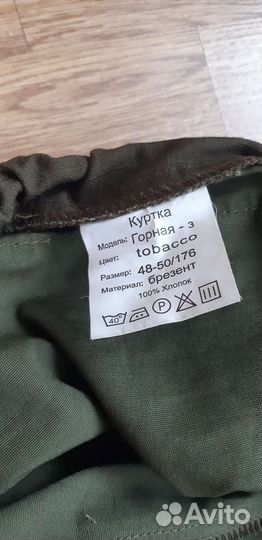 Куртка
Модель: Горная - 3
Цвет: tobacco
Размер: 48-50/176
Материал: брезент
100% Хлопок
40°
P
Avito